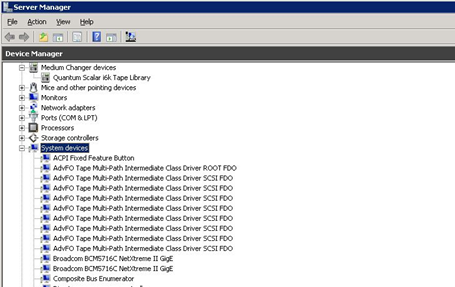 Server Manager
File Action View Help
Device Manager
Medium Changer devices
Quantum Scalar i6k Tape Library
Mice and other pointing devices
Monitors
Network adapters
Ports (COM & LPT)
Processors
Storage controllers
System devices
ACPI Fixed Feature Button
AdvFO Tape Multi-Path Intermediate Class Driver ROOT FDO
AdvFO Tape Multi-Path Intermediate Class Driver SCSI FDO
AdvFO Tape Multi-Path Intermediate Class Driver SCSI FDO
AdvFO Tape Multi-Path Intermediate Class Driver SCSI FDO
AdvFO Tape Multi-Path Intermediate Class Driver SCSI FDO
AdvFO Tape Multi-Path Intermediate Class Driver SCSI FDO
AdvFO Tape Multi-Path Intermediate Class Driver SCSI FDO
AdvFO Tape Multi-Path Intermediate Class Driver SCSI FDO
AdvFO Tape Multi-Path Intermediate Class Driver SCSI FDO
Broadcom BCM5716C NetXtreme II GigE
Broadcom BCM5716C NetXtreme II GigE
Composite Bus Enumerator